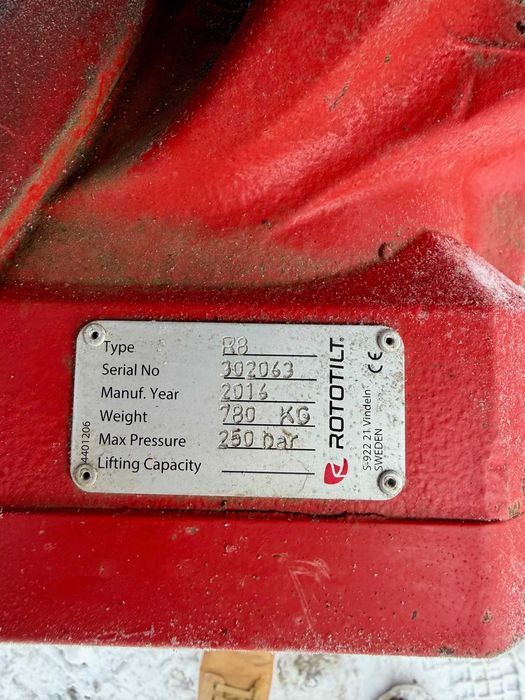 Type R8
Serial No 302063
Manuf. Year 2016
Weight 780 KG
Max Pressure 250 bar
Lifting Capacity
4401206
ROTOTILT®
S-922 21 Vindeln
SWEDEN
CE